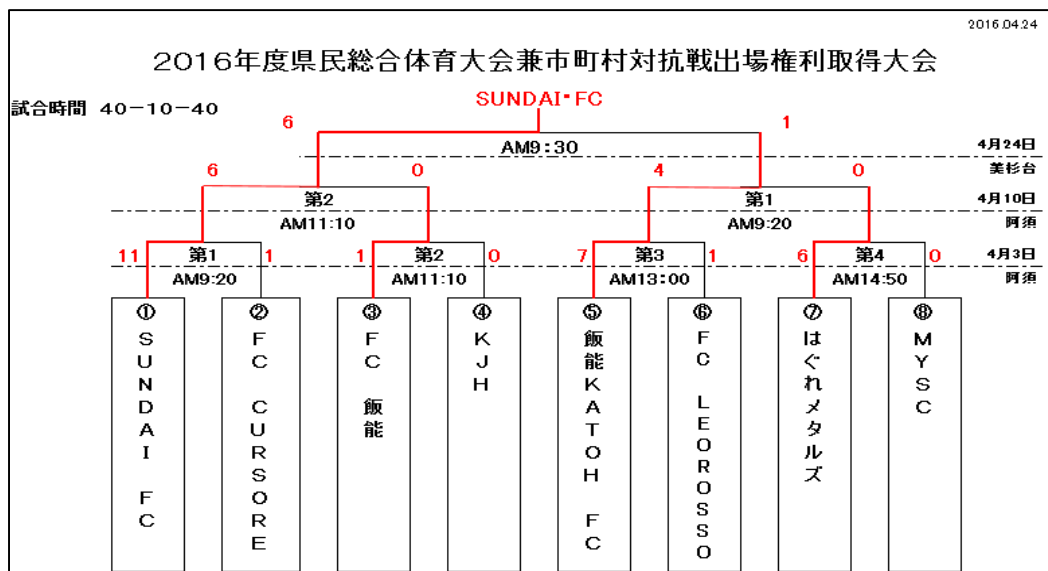 2016.04.24
2016年度県民総合体育大会兼市町村対抗戦出場権利取得大会
試合時間 40-10-40
SUNDAI・FC
6
1
AM9:30
4月24日
美杉台
6
0
4
0
第2
第1
4月10日
AM11:10
AM9:20
阿須
11
第1
1
1
第2
0
7
第3
1
6
第4
0
4月3日
AM9:20
AM11:10
AM13:00
AM14:50
阿須
① SUNDAI FC
② FC CURSORE
③ FC 飯能
④ KJH
⑤ 飯能KATOH FC
⑥ FC LEOROSSO
⑦ はぐれメタルズ
⑧ MYSC